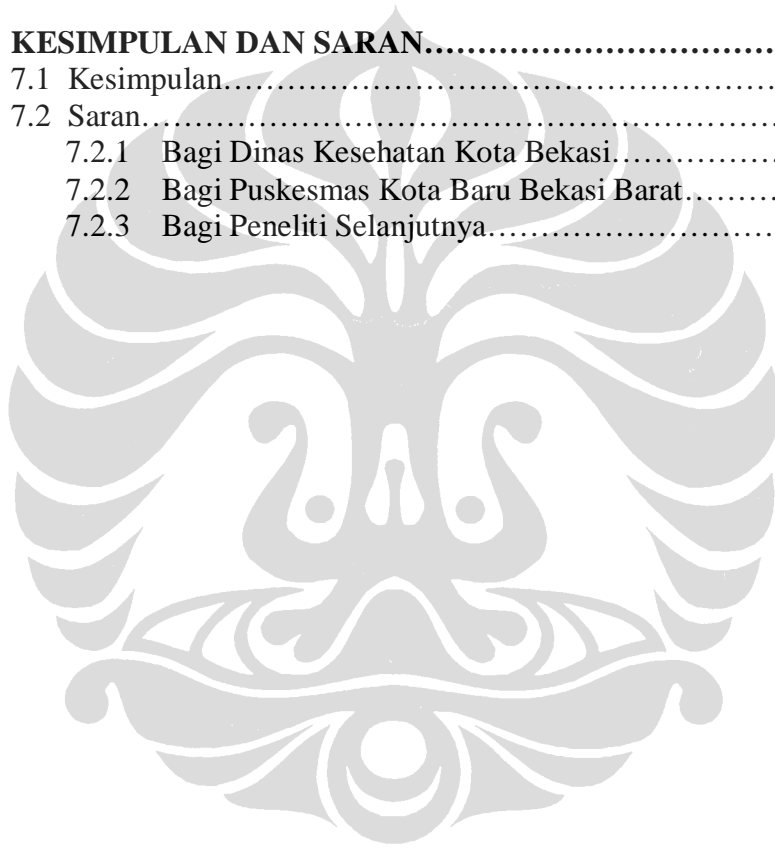 KESIMPULAN DAN SARAN……………………………
7.1 Kesimpulan……………………………………………………
7.2 Saran……………………………………………………………
7.2.1 Bagi Dinas Kesehatan Kota Bekasi……………
7.2.2 Bagi Puskesmas Kota Baru Bekasi Barat………
7.2.3 Bagi Peneliti Selanjutnya…………………………